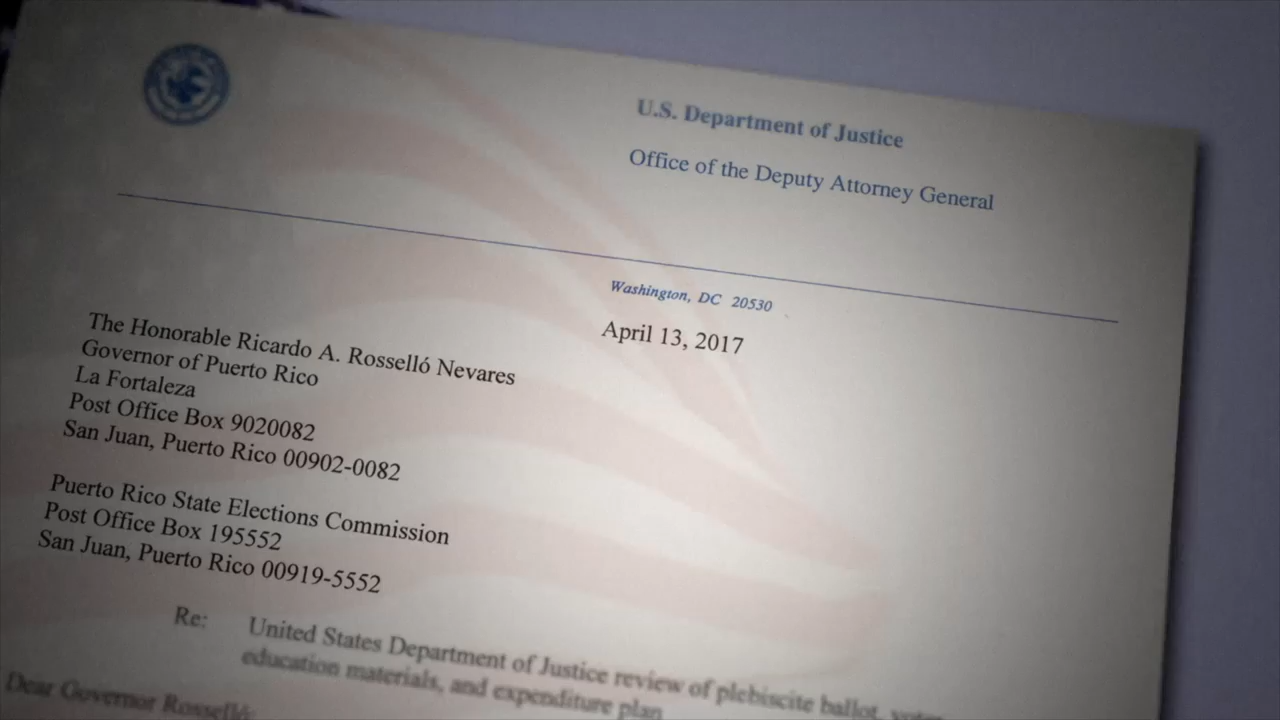 U.S. Department of Justice
Office of the Deputy Attorney General
Washington, DC 20530
April 13, 2017
The Honorable Ricardo A. Rosselló Nevares
Governor of Puerto Rico
La Fortaleza
Post Office Box 9020082
San Juan, Puerto Rico 00902-0082
Puerto Rico State Elections Commission
Post Office Box 195552
San Juan, Puerto Rico 00919-5552
Re: United States Department of Justice review of plebiscite ballot, voter
education materials, and expenditure plan
Dear Governor Rosselló: